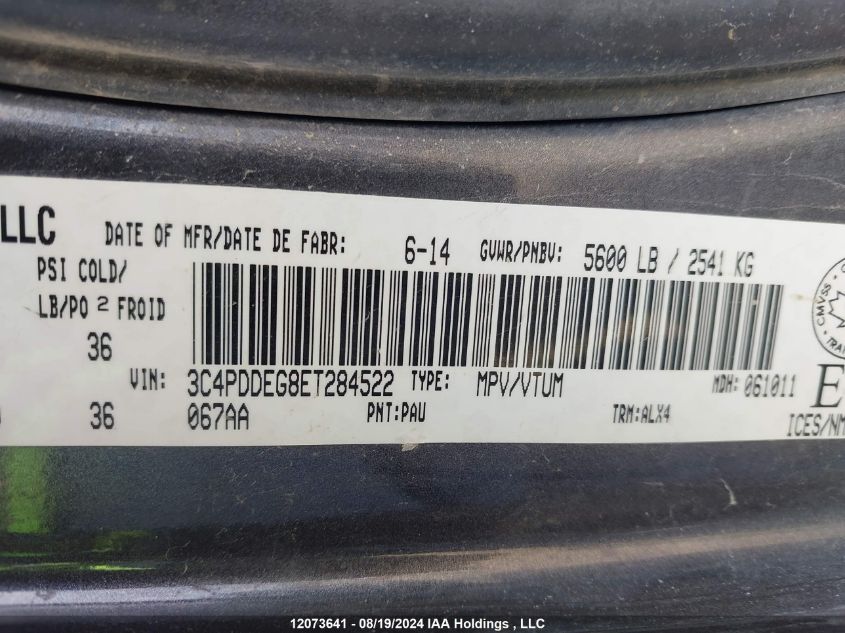 LLC DATE OF MFR/DATE DE FABR: 6-14 GVWR/PNBV: 5600 LB / 2541 KG
PSI COLD/
LB/PO 2 FROID
36
VIN: 3C4PDDEG8ET284522 TYPE: MPV/VTUM MDH: 061011
36 067AA PNT:PAU TRM:ALX4
CMVSS
ICES/NM
12073641 - 08/19/2024 IAA Holdings , LLC